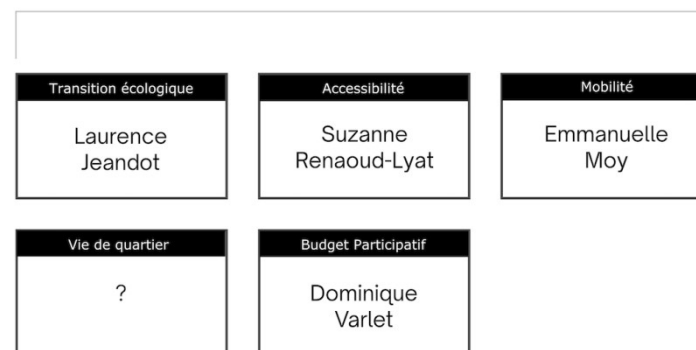 Transition écologique
Laurence
Jeandot
Accessibilité
Suzanne
Renaoud-Lyat
Mobilité
Emmanuelle
Moy
Vie de quartier
?
Budget Participatif
Dominique
Varlet